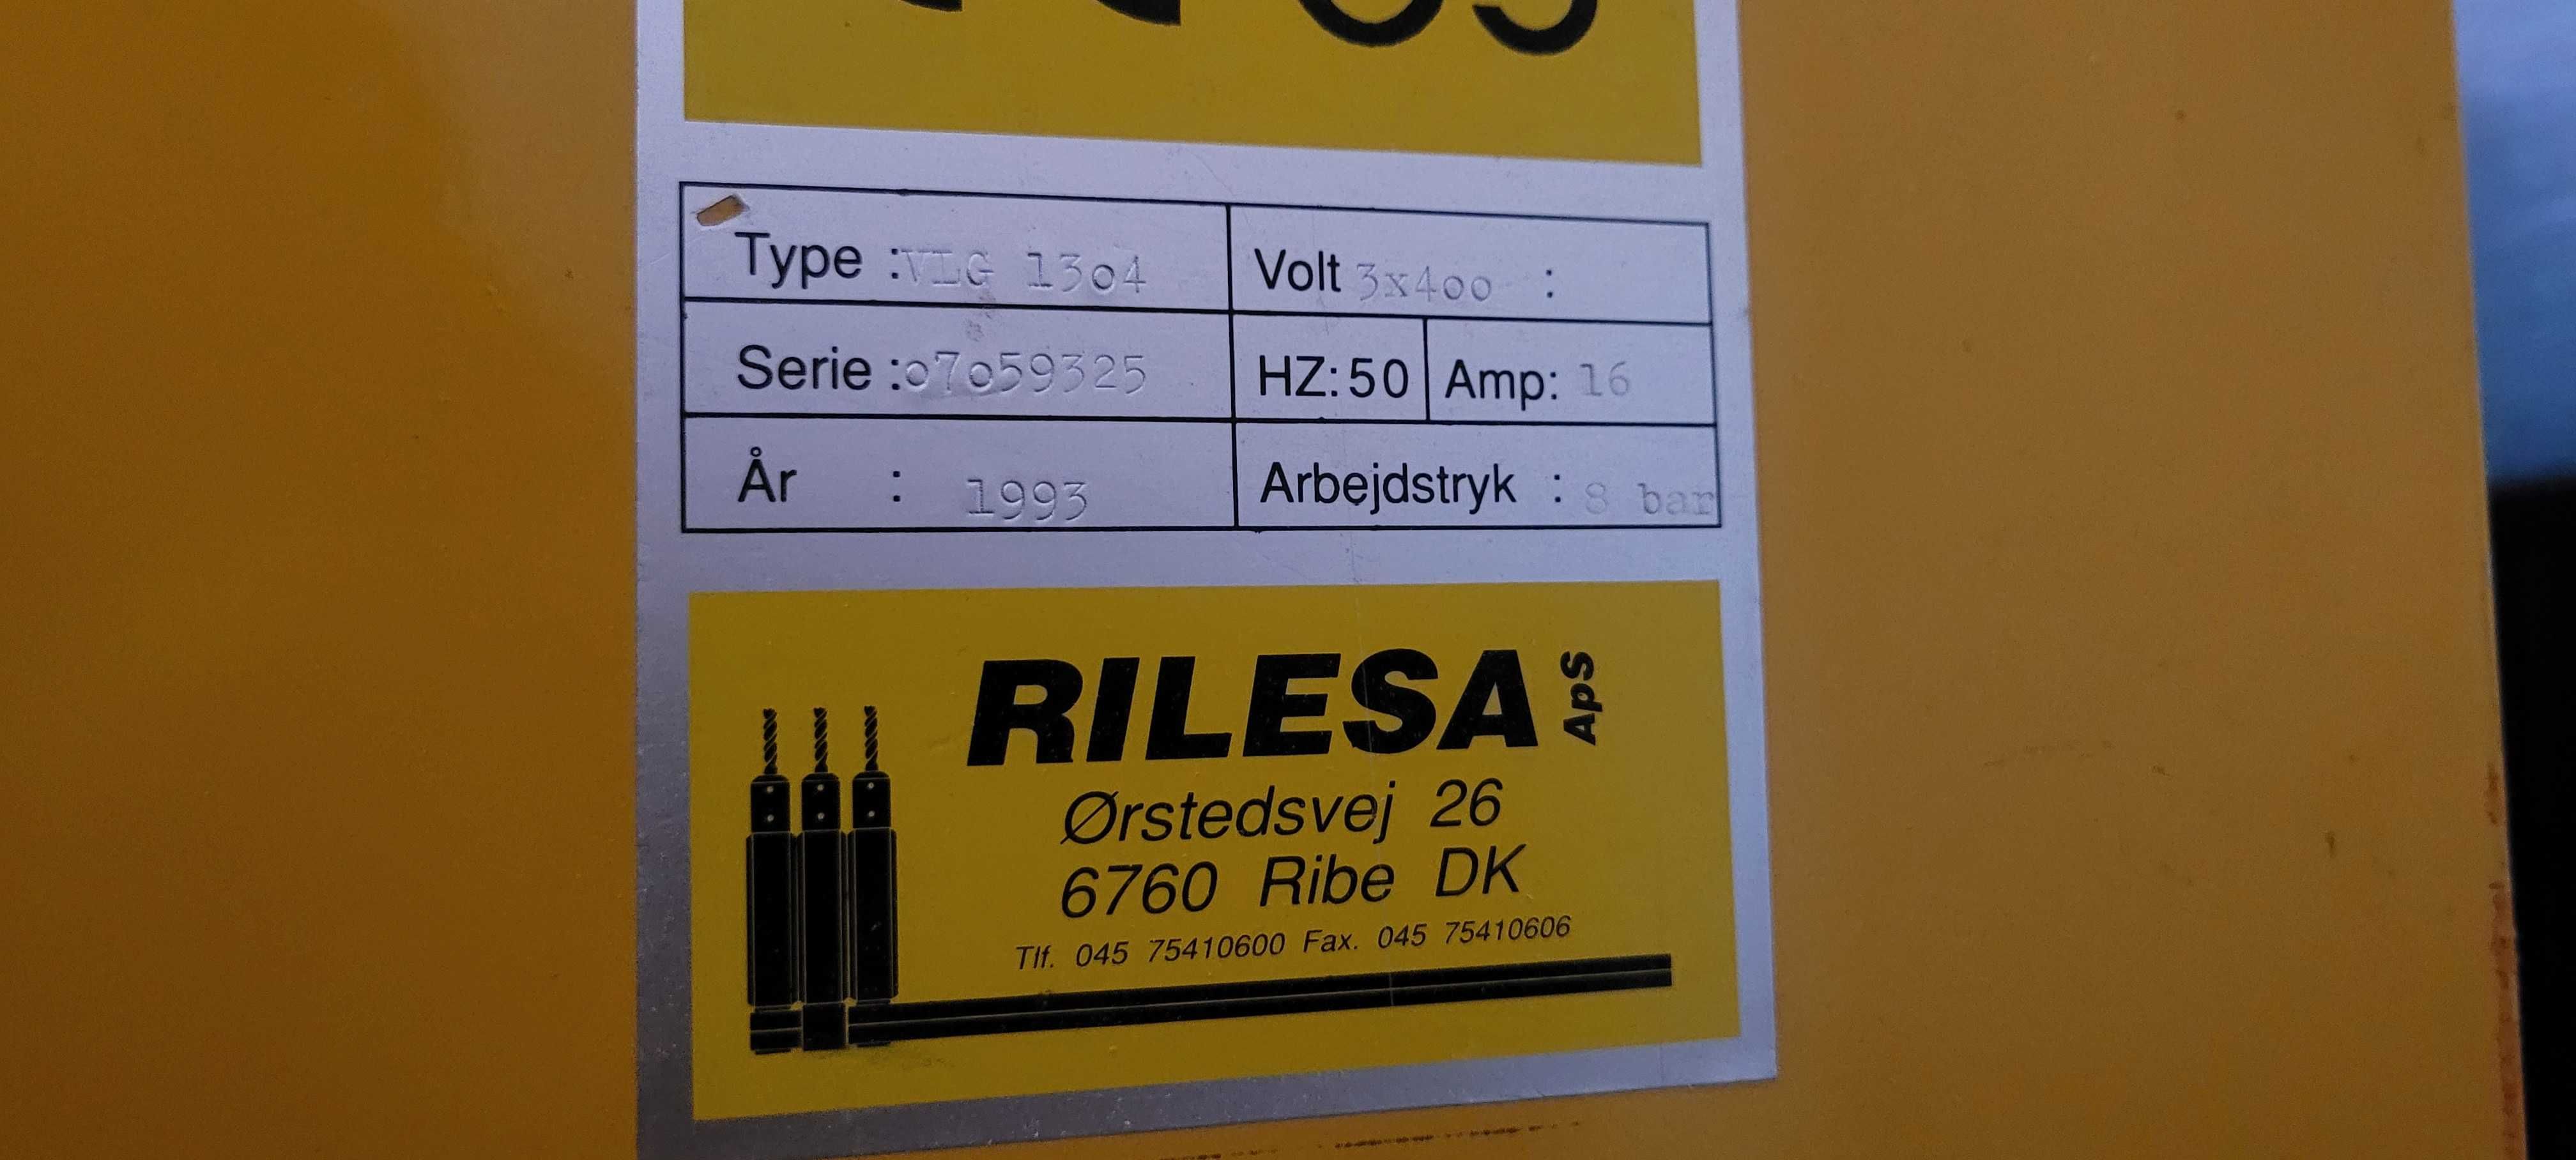 Type : VLG 13o4 Volt 3x4oo :
Serie : o7o59325 HZ: 50 Amp: 16
År : 1993 Arbejdstryk : 8 bar
RILESA ApS
Ørstedsvej 26
6760 Ribe DK
Tlf. 045 75410600 Fax. 045 75410606